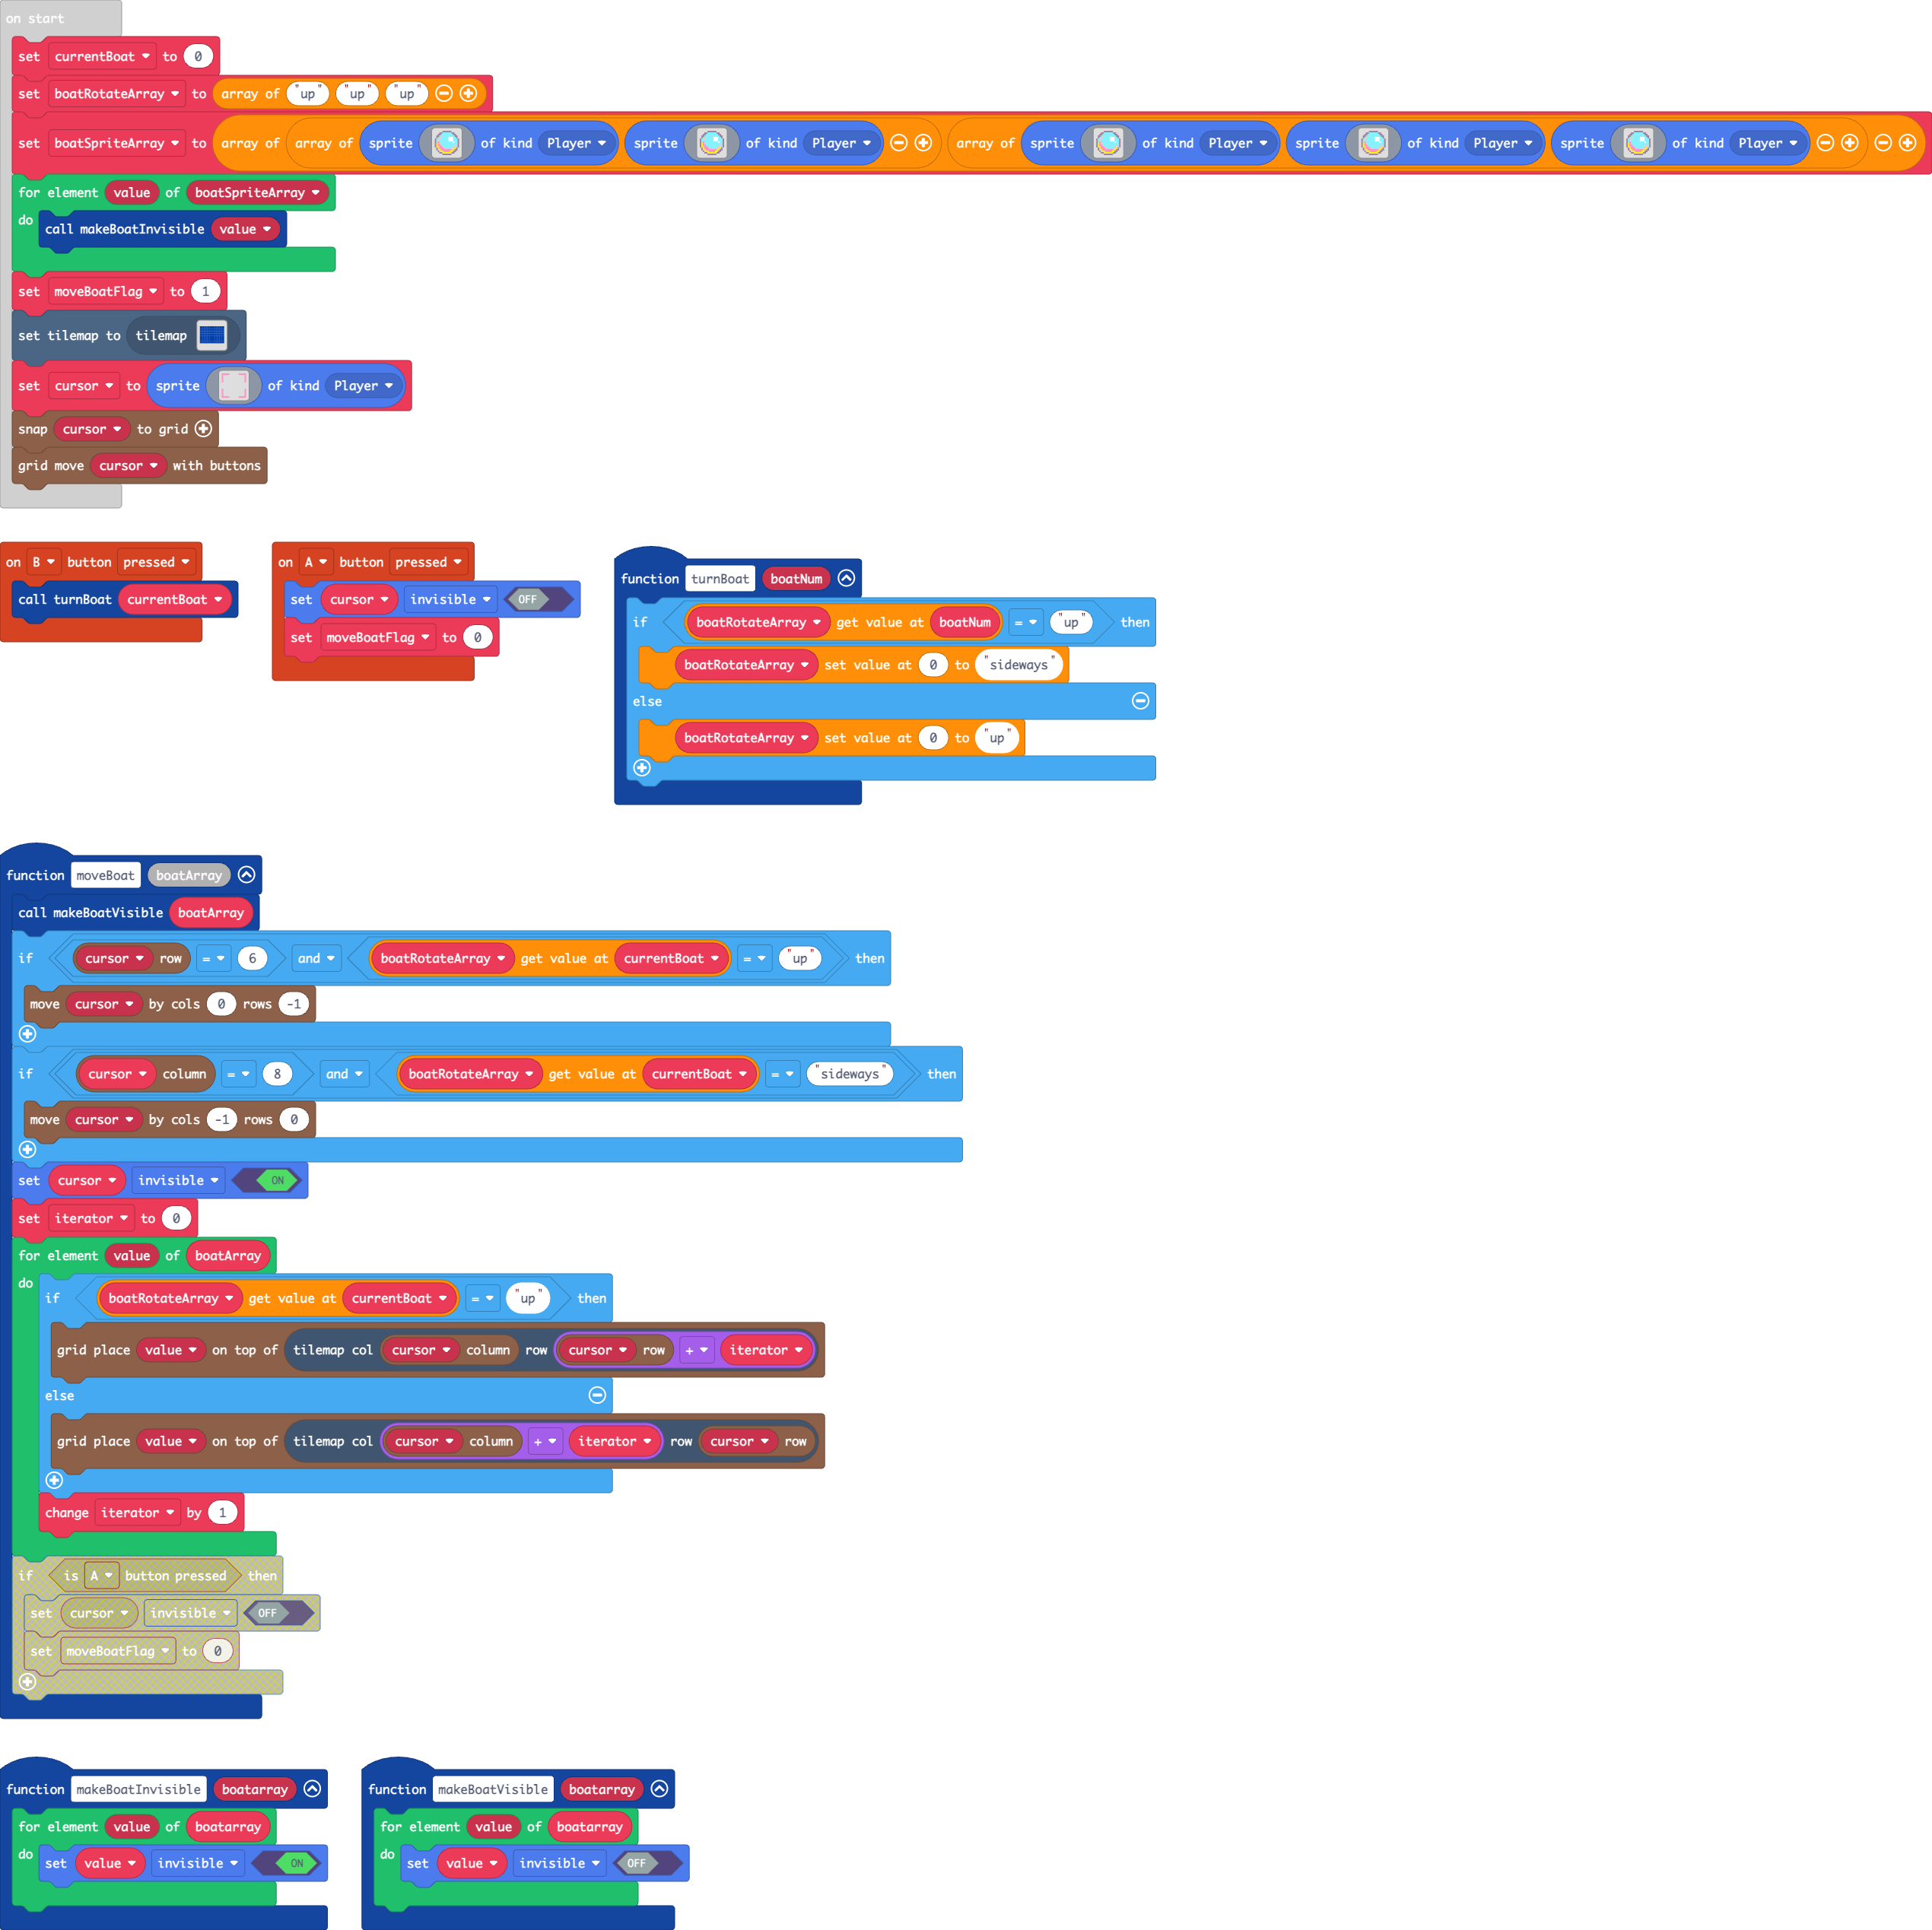 on start
set currentBoat to 0
set boatRotateArray to array of "up" "up" "up"
set boatSpriteArray to array of array of sprite of kind Player sprite of kind Player array of sprite of kind Player sprite of kind Player sprite of kind Player
for element value of boatSpriteArray
do
call makeBoatInvisible value
set moveBoatFlag to 1
set tilemap to tilemap
set cursor to sprite of kind Player
snap cursor to grid
grid move cursor with buttons
on B button pressed
call turnBoat currentBoat
on A button pressed
set cursor invisible OFF
set moveBoatFlag to 0
function turnBoat boatNum
if boatRotateArray get value at boatNum = "up" then
boatRotateArray set value at 0 to "sideways"
else
boatRotateArray set value at 0 to "up"
function moveBoat boatArray
call makeBoatVisible boatArray
if cursor row = 6 and boatRotateArray get value at currentBoat = "up" then
move cursor by cols 0 rows -1
if cursor column = 8 and boatRotateArray get value at currentBoat = "sideways" then
move cursor by cols -1 rows 0
set cursor invisible ON
set iterator to 0
for element value of boatArray
do
if boatRotateArray get value at currentBoat = "up" then
grid place value on top of tilemap col cursor column row cursor row + iterator
else
grid place value on top of tilemap col cursor column + iterator row cursor row
change iterator by 1
if is A button pressed then
set cursor invisible OFF
set moveBoatFlag to 0
function makeBoatInvisible boatarray
for element value of boatarray
do
set value invisible ON
function makeBoatVisible boatarray
for element value of boatarray
do
set value invisible OFF